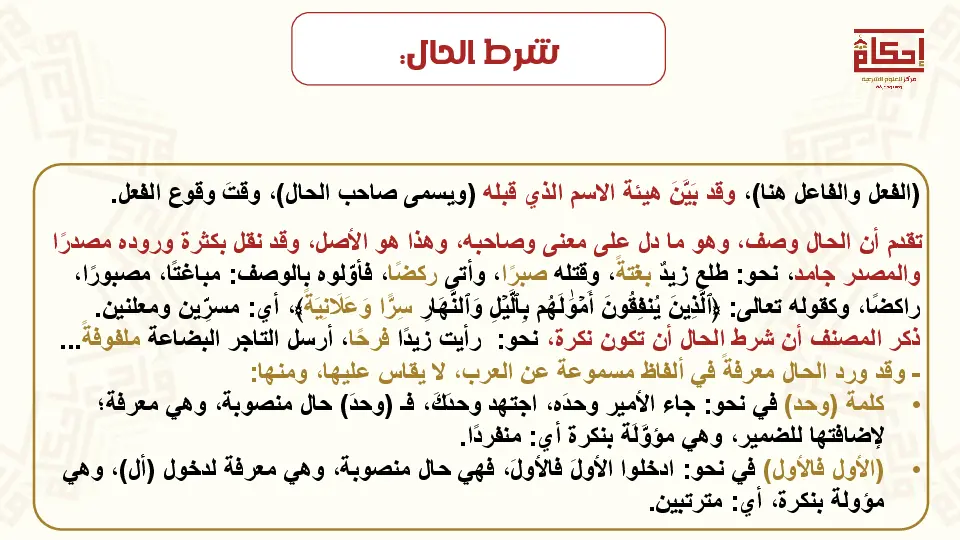 شرط الحال:
إحكام
مركز للعلوم الشرعية
(الفعل والفاعل هنا)، وقد بَيَّنَ هيئة الاسم الذي قبله (ويسمى صاحب الحال)، وقتَ وقوع الفعل.
تقدم أن الحال وصف، وهو ما دل على معنى وصاحبه، وهذا هو الأصل، وقد نقل بكثرة وروده مصدرًا
والمصدر جامد، نحو: طلع زيدٌ بغتةً، وقتله صبرًا، وأتى ركضًا، فأوّلوه بالوصف: مباغتًا، مصبورًا،
راكضًا، وكقوله تعالى: ﴿ٱلَّذِينَ يُنفِقُونَ أَمۡوَٰلَهُم بِٱلَّيۡلِ وَٱلنَّهَارِ سِرّٗا وَعَلَانِيَةٗ﴾، أي: مسرّين ومعلنين.
ذكر المصنف أن شرط الحال أن تكون نكرة، نحو: رأيت زيدًا فرحًا، أرسل التاجر البضاعة ملفوفةً...
- وقد ورد الحال معرفةً في ألفاظ مسموعة عن العرب، لا يقاس عليها، ومنها:
• كلمة (وحد) في نحو: جاء الأمير وحدَه، اجتهد وحدَكَ، فـ (وحدَ) حال منصوبة، وهي معرفة؛
لإضافتها للضمير، وهي مؤوَّلَة بنكرة أي: منفردًا.
• (الأول فالأول) في نحو: ادخلوا الأولَ فالأولَ، فهي حال منصوبة، وهي معرفة لدخول (أل)، وهي
مؤولة بنكرة، أي: مترتبين.